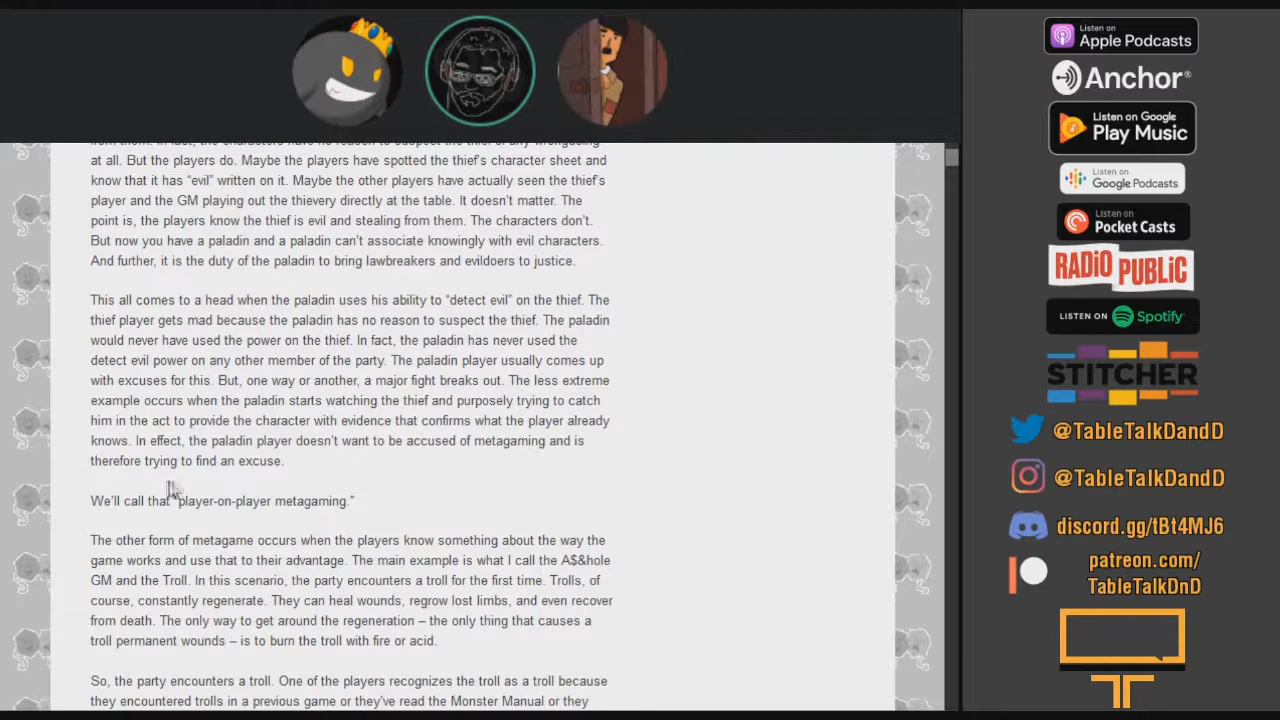 from them. In fact, the characters have no reason to suspect the thief of any wrongdoing
at all. But the players do. Maybe the players have spotted the thief's character sheet and
know that it has “evil” written on it. Maybe the other players have actually seen the thief's
player and the GM playing out the thievery directly at the table. It doesn't matter. The
point is, the players know the thief is evil and stealing from them. The characters don't.
But now you have a paladin and a paladin can't associate knowingly with evil characters.
And further, it is the duty of the paladin to bring lawbreakers and evildoers to justice.
This all comes to a head when the paladin uses his ability to “detect evil” on the thief. The
thief player gets mad because the paladin has no reason to suspect the thief. The paladin
would never have used the power on the thief. In fact, the paladin has never used the
detect evil power on any other member of the party. The paladin player usually comes up
with excuses for this. But, one way or another, a major fight breaks out. The less extreme
example occurs when the paladin starts watching the thief and purposely trying to catch
him in the act to provide the character with evidence that confirms what the player already
knows. In effect, the paladin player doesn't want to be accused of metagaming and is
therefore trying to find an excuse.
We'll call that “player-on-player metagaming.”
The other form of metagame occurs when the players know something about the way the
game works and use that to their advantage. The main example is what I call the A$&hole
GM and the Troll. In this scenario, the party encounters a troll for the first time. Trolls, of
course, constantly regenerate. They can heal wounds, regrow lost limbs, and even recover
from death. The only way to get around the regeneration – the only thing that causes a
troll permanent wounds – is to burn the troll with fire or acid.
So, the party encounters a troll. One of the players recognizes the troll as a troll because
they encountered trolls in a previous game or they've read the Monster Manual or they
Listen on
Apple Podcasts
Anchor®
Listen on Google
Play Music
Listen on
Google Podcasts
Listen on
Pocket Casts
RADIO
PUBLIC
LISTEN ON Spotify®
STITCHER
@TableTalkDandD
@TableTalkDandD
discord.gg/tBt4MJ6
patreon.com/
TableTalkDnD